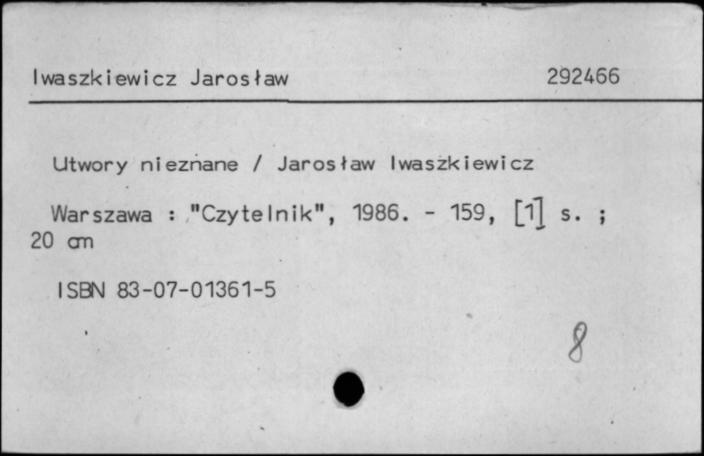 Iwaszkiewicz Jarosław 292466
Utwory nieznane / Jarosław Iwaszkiewicz
Warszawa : "Czytelnik", 1986. - 159, [1] s. ;
20 cm
ISBN 83-07-01361-5
8